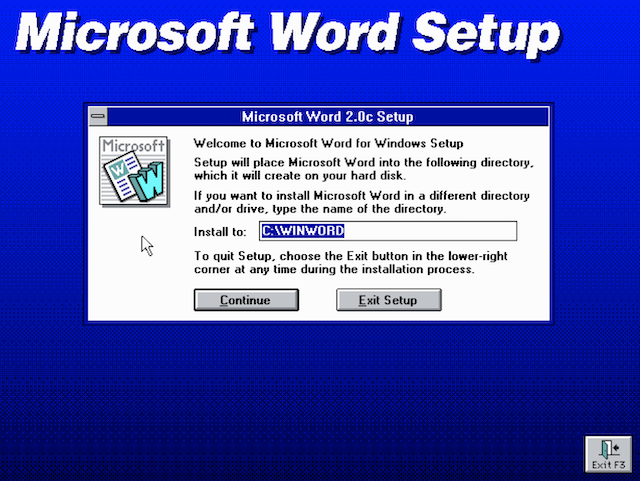 Microsoft Word Setup
Microsoft Word 2.0c Setup
Microsoft
W
W
Welcome to Microsoft Word for Windows Setup
Setup will place Microsoft Word into the following directory,
which it will create on your hard disk.
If you want to install Microsoft Word in a different directory
and/or drive, type the name of the directory.
Install to: C:\WINWORD
To quit Setup, choose the Exit button in the lower-right
corner at any time during the installation process.
Continue Exit Setup
Exit F3